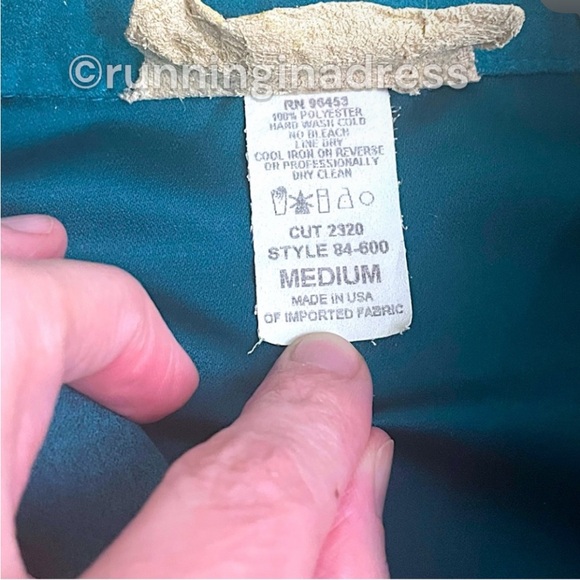 ©runninginadress
RN 96453
100% POLYESTER
HAND WASH COLD
NO BLEACH
LINE DRY
COOL IRON ON REVERSE
OR PROFESSIONALLY
DRY CLEAN
CUT 2320
STYLE 84-600
MEDIUM
MADE IN USA
OF IMPORTED FABRIC